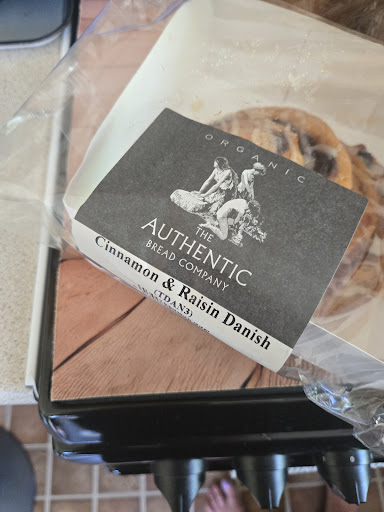 ORGANIC
THE
AUTHENTIC
BREAD COMPANY
Cinnamon & Raisin Danish
(TDAN3)